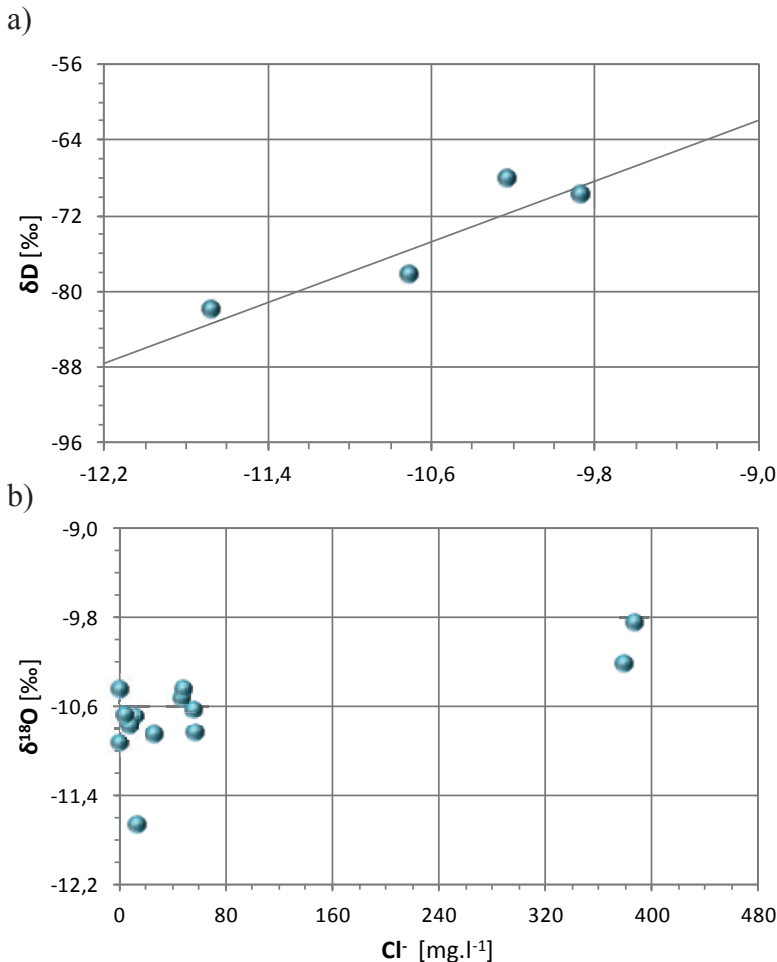 a)
-56
-64
-72
-80
-88
-96
δD [‰]
-12,2 -11,4 -10,6 -9,8 -9,0
b)
-9,0
-9,8
-10,6
-11,4
-12,2
δ¹⁸O [‰]
0 80 160 240 320 400 480
Cl⁻ [mg.l⁻¹]